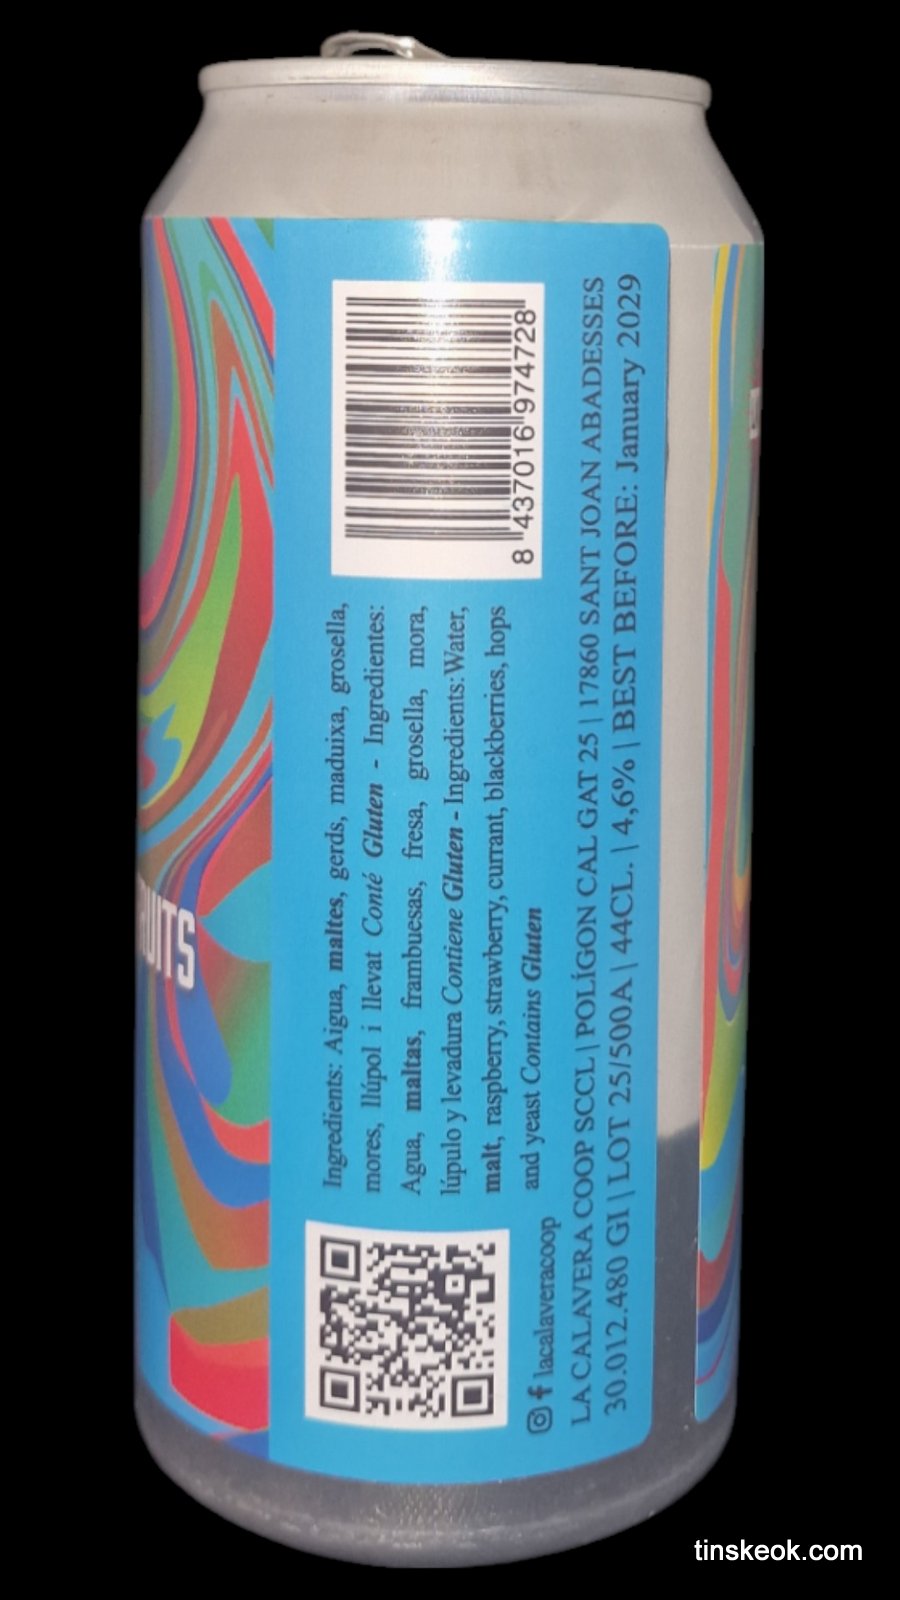 RUITS
Ingredients: Aigua, maltes, gerds, maduixa, grosella,
mores, llúpol i llevat Conté Gluten - Ingredientes:
Agua, maltas, frambuesas, fresa, grosella, mora,
lúpulo y levadura Contiene Gluten - Ingredients:Water,
malt, raspberry, strawberry, currant, blackberries, hops
and yeast Contains Gluten
8 437016 974728
lacalaveracoop
LA CALAVERA COOP SCCL | POLÍGON CAL GAT 25 | 17860 SANT JOAN ABADESSES
30.012.480 GI | LOT 25/500A | 44CL. | 4,6% | BEST BEFORE: January 2029
tinskeok.com